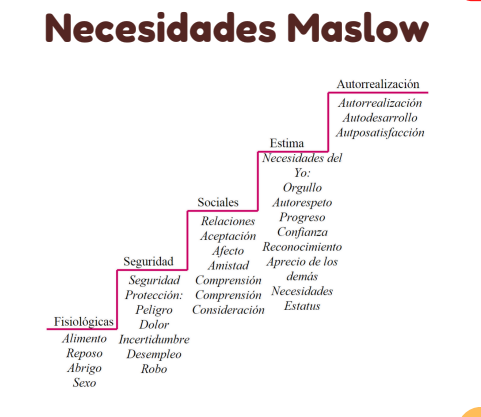 Necesidades Maslow
Autorrealización
Autorrealización
Autodesarrollo
Autposatisfacción
Estima
Necesidades del
Yo:
Orgullo
Autorespeto
Progreso
Confianza
Reconocimiento
Aprecio de los
demás
Necesidades
Estatus
Sociales
Relaciones
Aceptación
Afecto
Amistad
Comprensión
Comprensión
Consideración
Seguridad
Seguridad
Protección:
Peligro
Dolor
Incertidumbre
Desempleo
Robo
Fisiológicas
Alimento
Reposo
Abrigo
Sexo